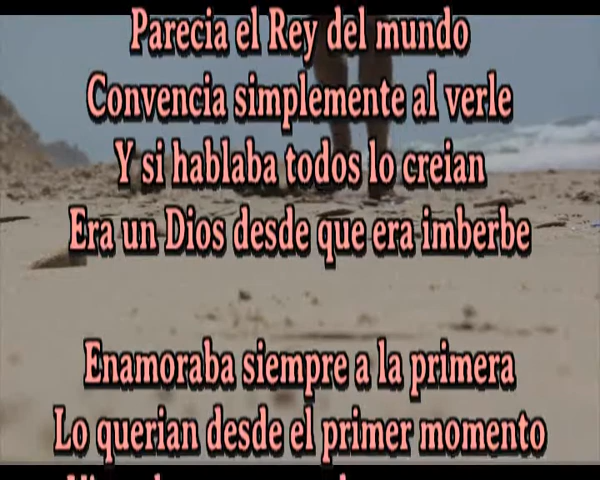 Parecia el Rey del mundo
Convencia simplemente al verle
Y si hablaba todos lo creian
Era un Dios desde que era imberbe
Enamoraba siempre a la primera
Lo querian desde el primer momento